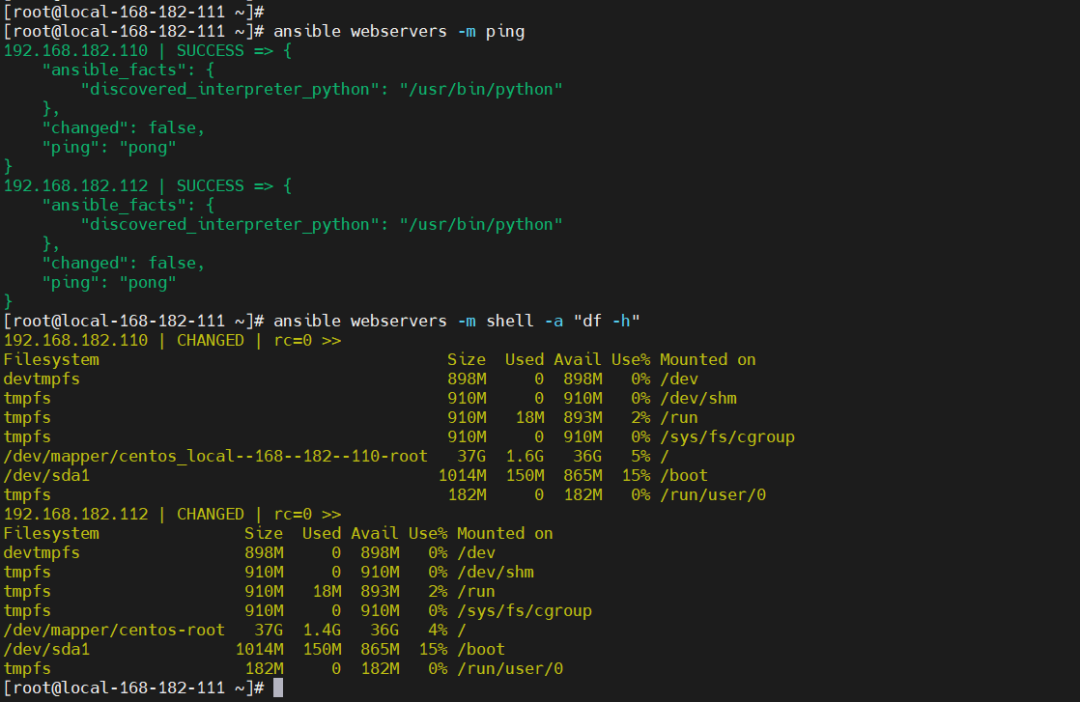 [root@local-168-182-111 ~]#
[root@local-168-182-111 ~]# ansible webservers -m ping
192.168.182.110 | SUCCESS => {
    "ansible_facts": {
        "discovered_interpreter_python": "/usr/bin/python"
    },
    "changed": false,
    "ping": "pong"
}
192.168.182.112 | SUCCESS => {
    "ansible_facts": {
        "discovered_interpreter_python": "/usr/bin/python"
    },
    "changed": false,
    "ping": "pong"
}
[root@local-168-182-111 ~]# ansible webservers -m shell -a "df -h"
192.168.182.110 | CHANGED | rc=0 >>
Filesystem                                    Size  Used Avail Use% Mounted on
devtmpfs                                      898M     0  898M   0% /dev
tmpfs                                         910M     0  910M   0% /dev/shm
tmpfs                                         910M   18M  893M   2% /run
tmpfs                                         910M     0  910M   0% /sys/fs/cgroup
/dev/mapper/centos_local--168--182--110-root   37G  1.6G   36G   5% /
/dev/sda1                                    1014M  150M  865M  15% /boot
tmpfs                                         182M     0  182M   0% /run/user/0
192.168.182.112 | CHANGED | rc=0 >>
Filesystem               Size  Used Avail Use% Mounted on
devtmpfs                 898M     0  898M   0% /dev
tmpfs                    910M     0  910M   0% /dev/shm
tmpfs                    910M   18M  893M   2% /run
tmpfs                    910M     0  910M   0% /sys/fs/cgroup
/dev/mapper/centos-root   37G  1.4G   36G   4% /
/dev/sda1               1014M  150M  865M  15% /boot
tmpfs                    182M     0  182M   0% /run/user/0
[root@local-168-182-111 ~]#